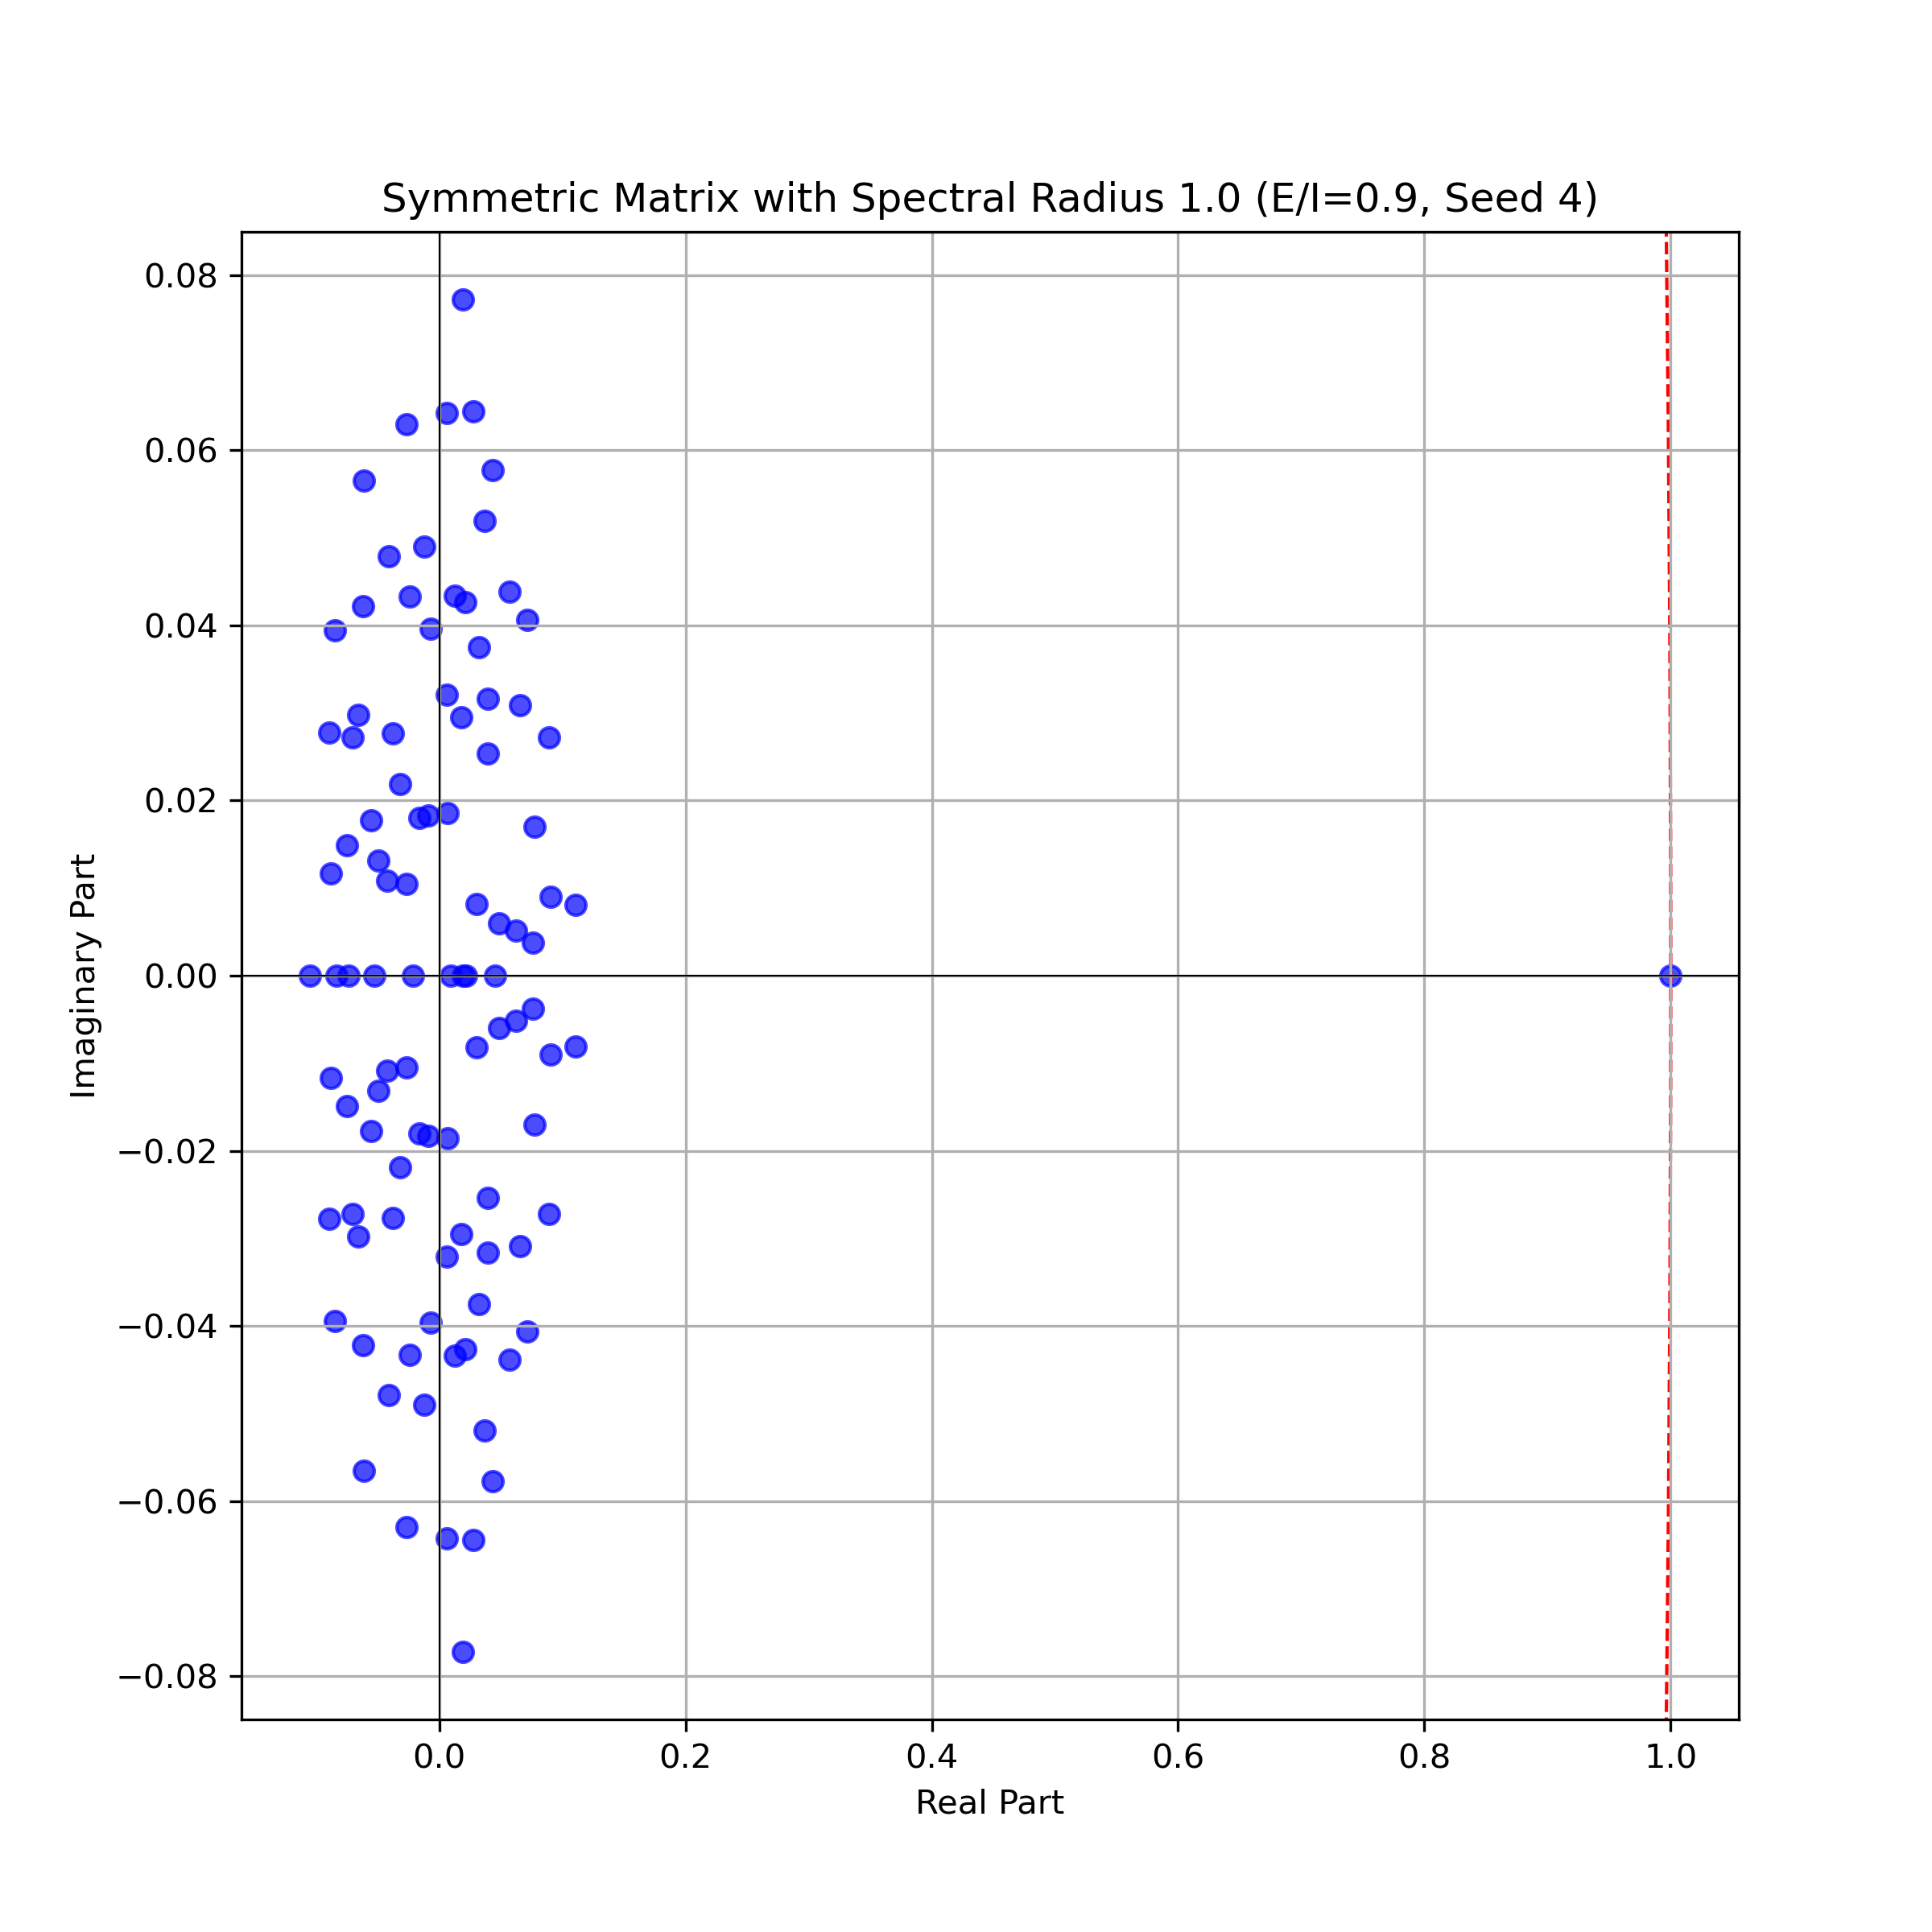 Symmetric Matrix with Spectral Radius 1.0 (E/I=0.9, Seed 4)
0.08
0.06
0.04
0.02
0.00
−0.02
−0.04
−0.06
−0.08
Imaginary Part
0.0 0.2 0.4 0.6 0.8 1.0
Real Part